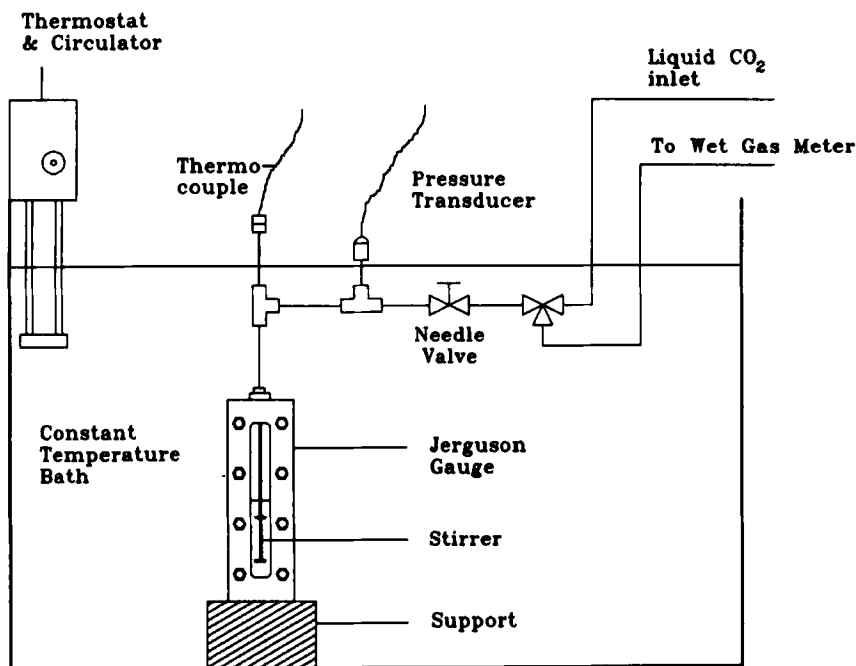 Thermostat
& Circulator
Liquid CO₂
inlet
To Wet Gas Meter
Thermo
couple
Pressure
Transducer
Needle
Valve
Constant
Temperature
Bath
Jerguson
Gauge
Stirrer
Support